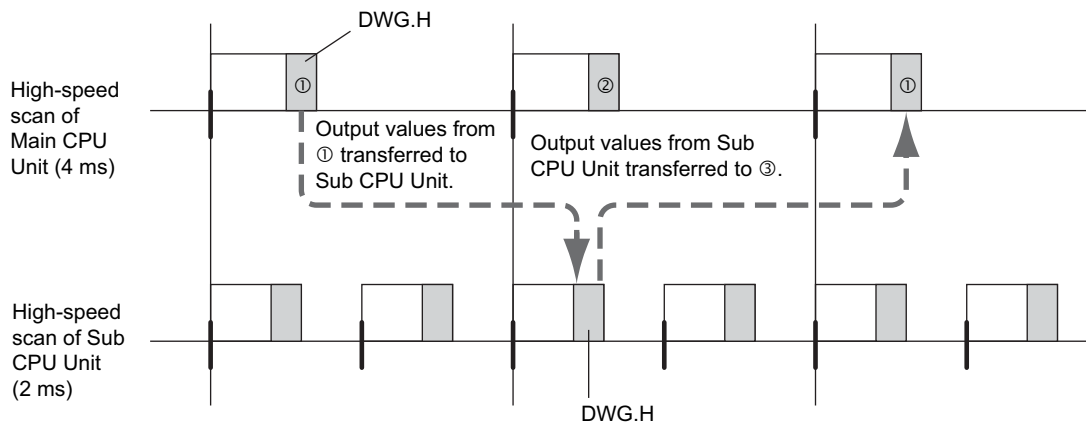 DWG.H
High-speed
scan of
Main CPU
Unit (4 ms)
①
②
①
Output values from
① transferred to
Sub CPU Unit.
Output values from Sub
CPU Unit transferred to ③.
High-speed
scan of Sub
CPU Unit
(2 ms)
DWG.H